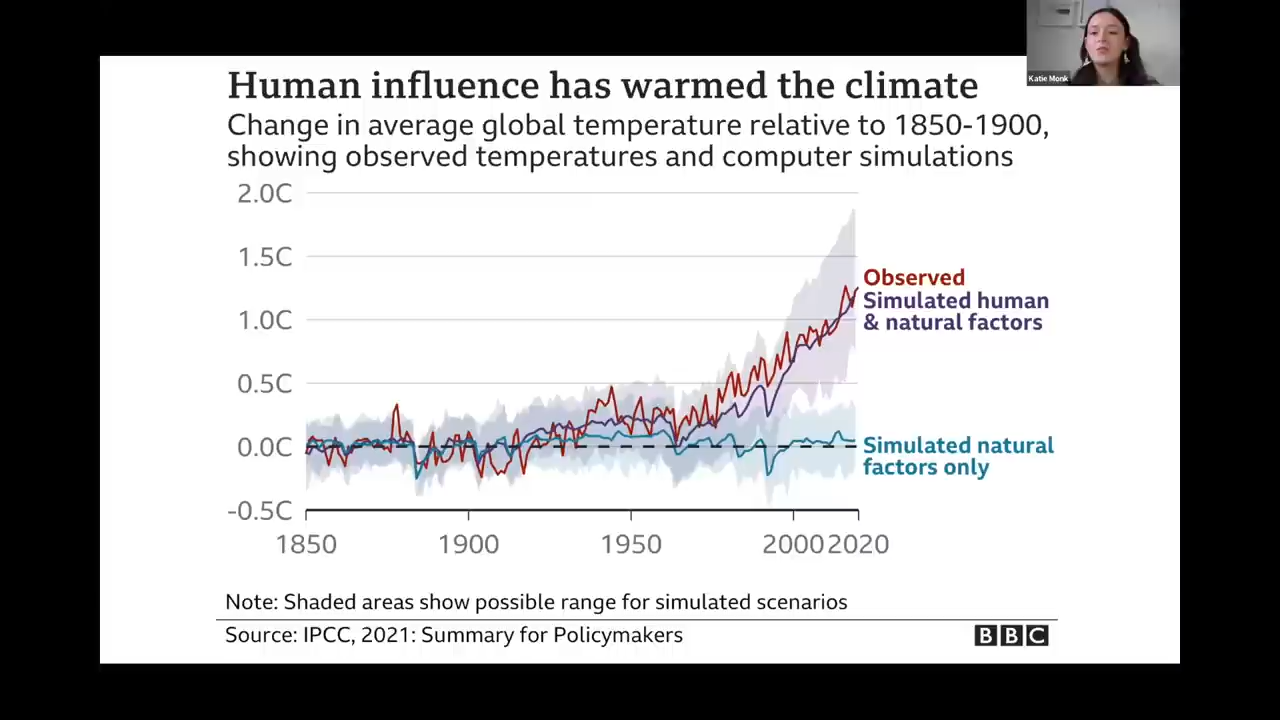 Katie Monk
Human influence has warmed the climate
Change in average global temperature relative to 1850-1900,
showing observed temperatures and computer simulations
2.0C
1.5C
1.0C
0.5C
0.0C
-0.5C
Observed
Simulated human
& natural factors
Simulated natural
factors only
1850
1900
1950
2000
2020
Note: Shaded areas show possible range for simulated scenarios
Source: IPCC, 2021: Summary for Policymakers
BBC